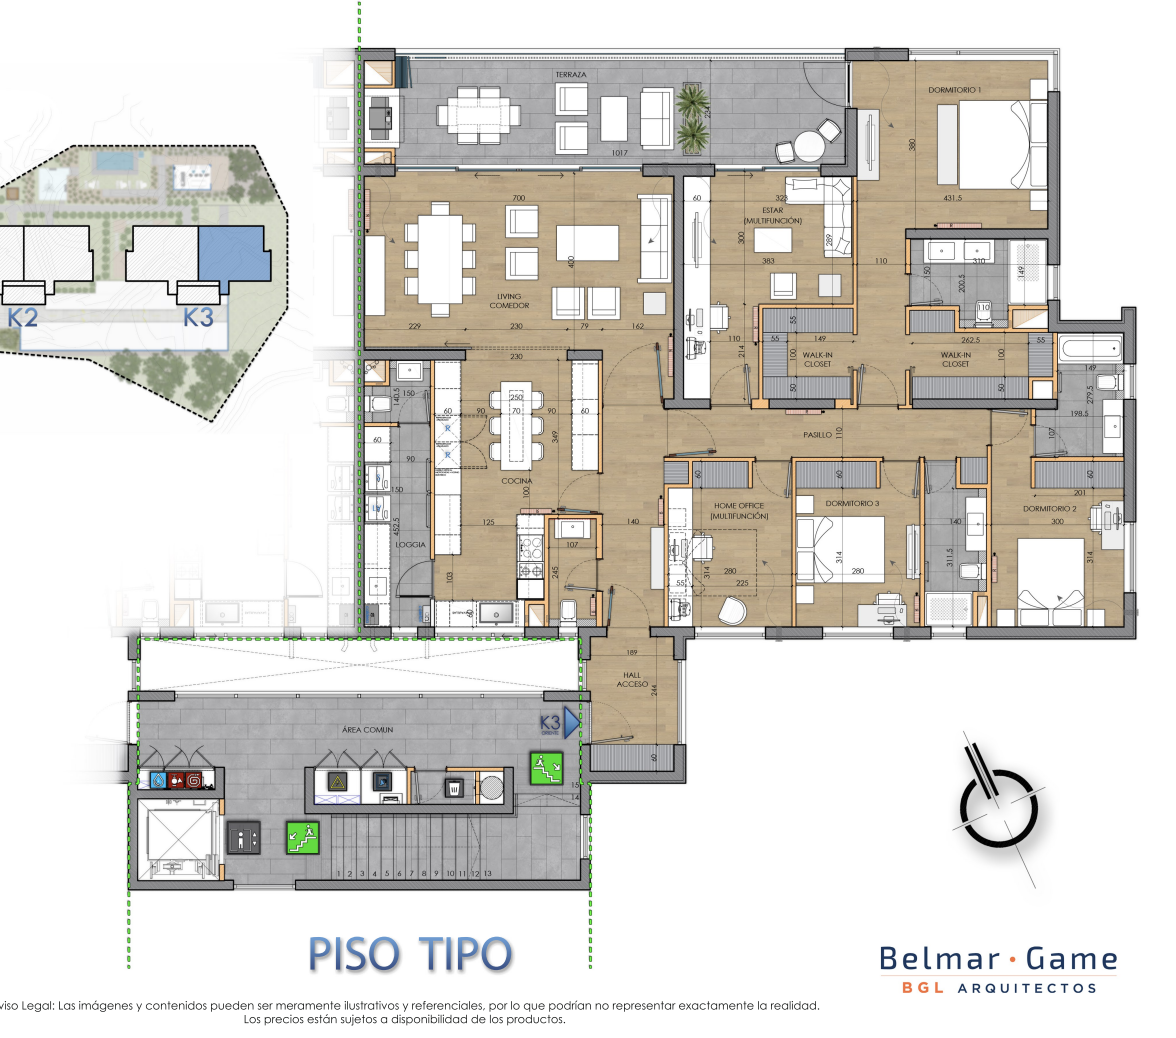 TERRAZA
234
1017
DORMITORIO 1
380
431.5
700
400
LIVING
COMEDOR
229
230
79
162
60
323
ESTAR
(MULTIFUNCIÓN)
300
289
383
110
110
214
150
310
200.5
149
110
55
55
149
100
WALK-IN
CLOSET
50
262.5
55
WALK-IN
CLOSET
100
50
149
279.5
198.5
107
K2
K3
230
140.5
150
60
90
150
452.5
LOGGIA
60
90
250
70
90
60
349
R
R
COCINA
100
125
103
60
107
245
140
PASILLO
110
60
HOME OFFICE
(MULTIFUNCIÓN)
314
280
55
225
60
DORMITORIO 3
314
280
140
311.5
60
201
DORMITORIO 2
300
314
189
HALL
ACCESO
244
60
K3
ORIENTE
ÁREA COMUN
15
14
1 2 3 4 5 6 7 8 9 10 11 12 13
PISO TIPO
Belmar · Game
BGL ARQUITECTOS
viso Legal: Las imágenes y contenidos pueden ser meramente ilustrativos y referenciales, por lo que podrían no representar exactamente la realidad.
Los precios están sujetos a disponibilidad de los productos.